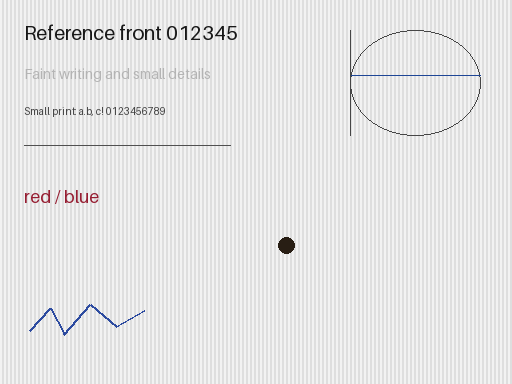 Reference front 012345
Faint writing and small details
Small print a.b, c! 0123456789
red / blue